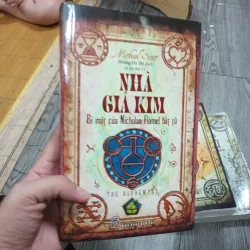 Michael Scott
NHÀ
GIẢ KIM
Bí mật của Nicholas Flamel bất tử
THE ALCHEMYST